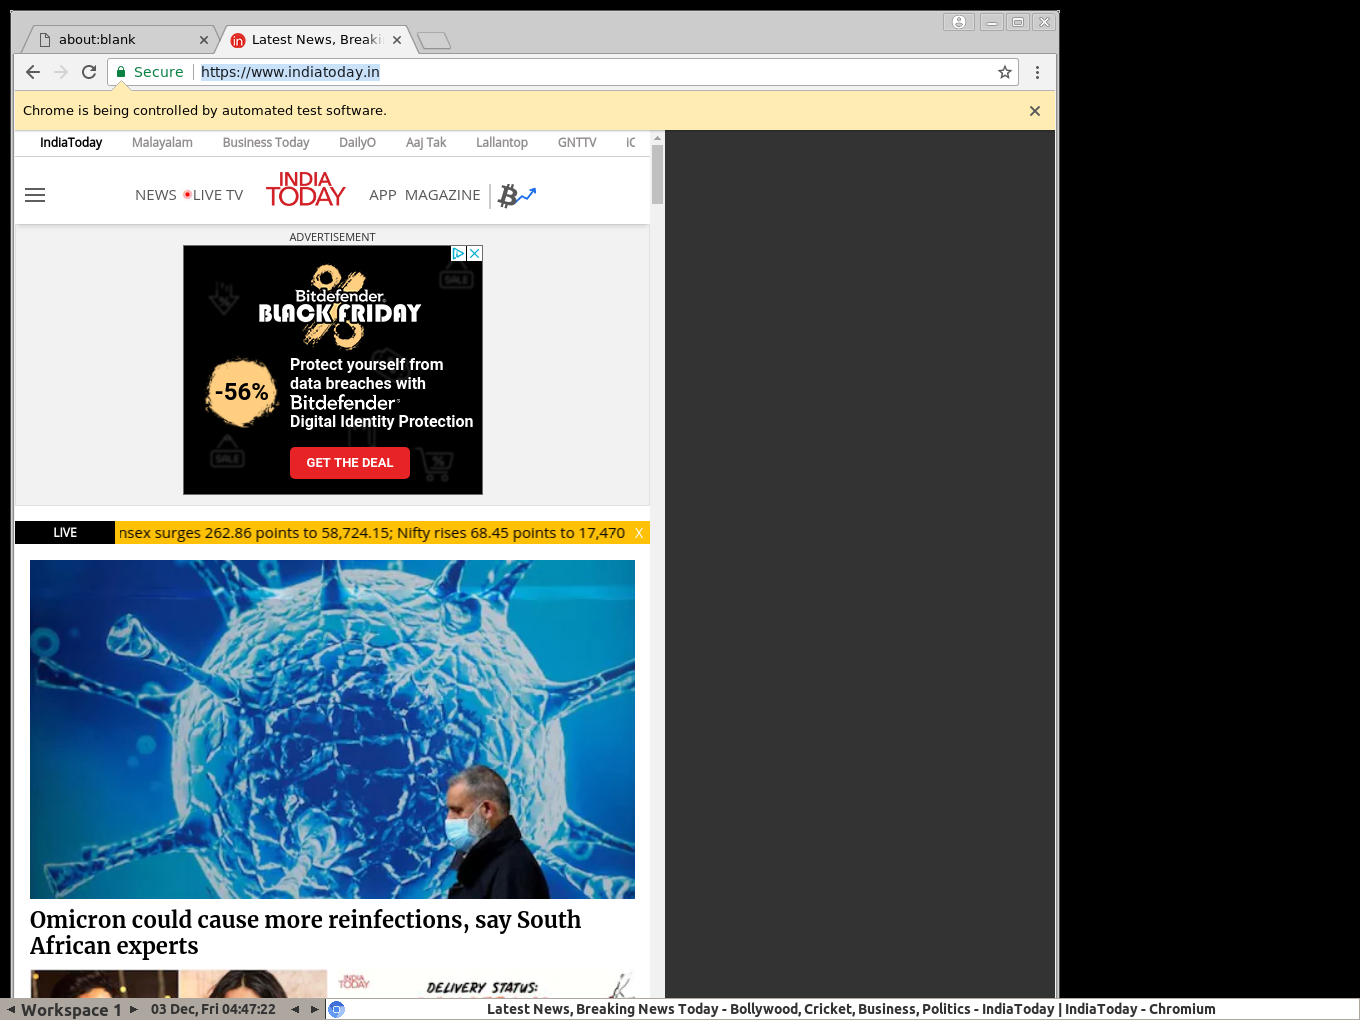 about:blank
Latest News, Breaki
Secure
https://www.indiatoday.in
Chrome is being controlled by automated test software.
IndiaToday Malayalam Business Today DailyO Aaj Tak Lallantop GNTTV
NEWS LIVE TV INDIA TODAY APP MAGAZINE
ADVERTISEMENT
Bitdefender
BLACK FRIDAY
SALE
-56%
Protect yourself from
data breaches with
Bitdefender
Digital Identity Protection
SALE
%
GET THE DEAL
LIVE nsex surges 262.86 points to 58,724.15; Nifty rises 68.45 points to 17,470 X
Omicron could cause more reinfections, say South
African experts
INDIA
TODAY
DELIVERY STATUS:
Workspace 1 03 Dec, Fri 04:47:22 Latest News, Breaking News Today - Bollywood, Cricket, Business, Politics - IndiaToday | IndiaToday - Chromium